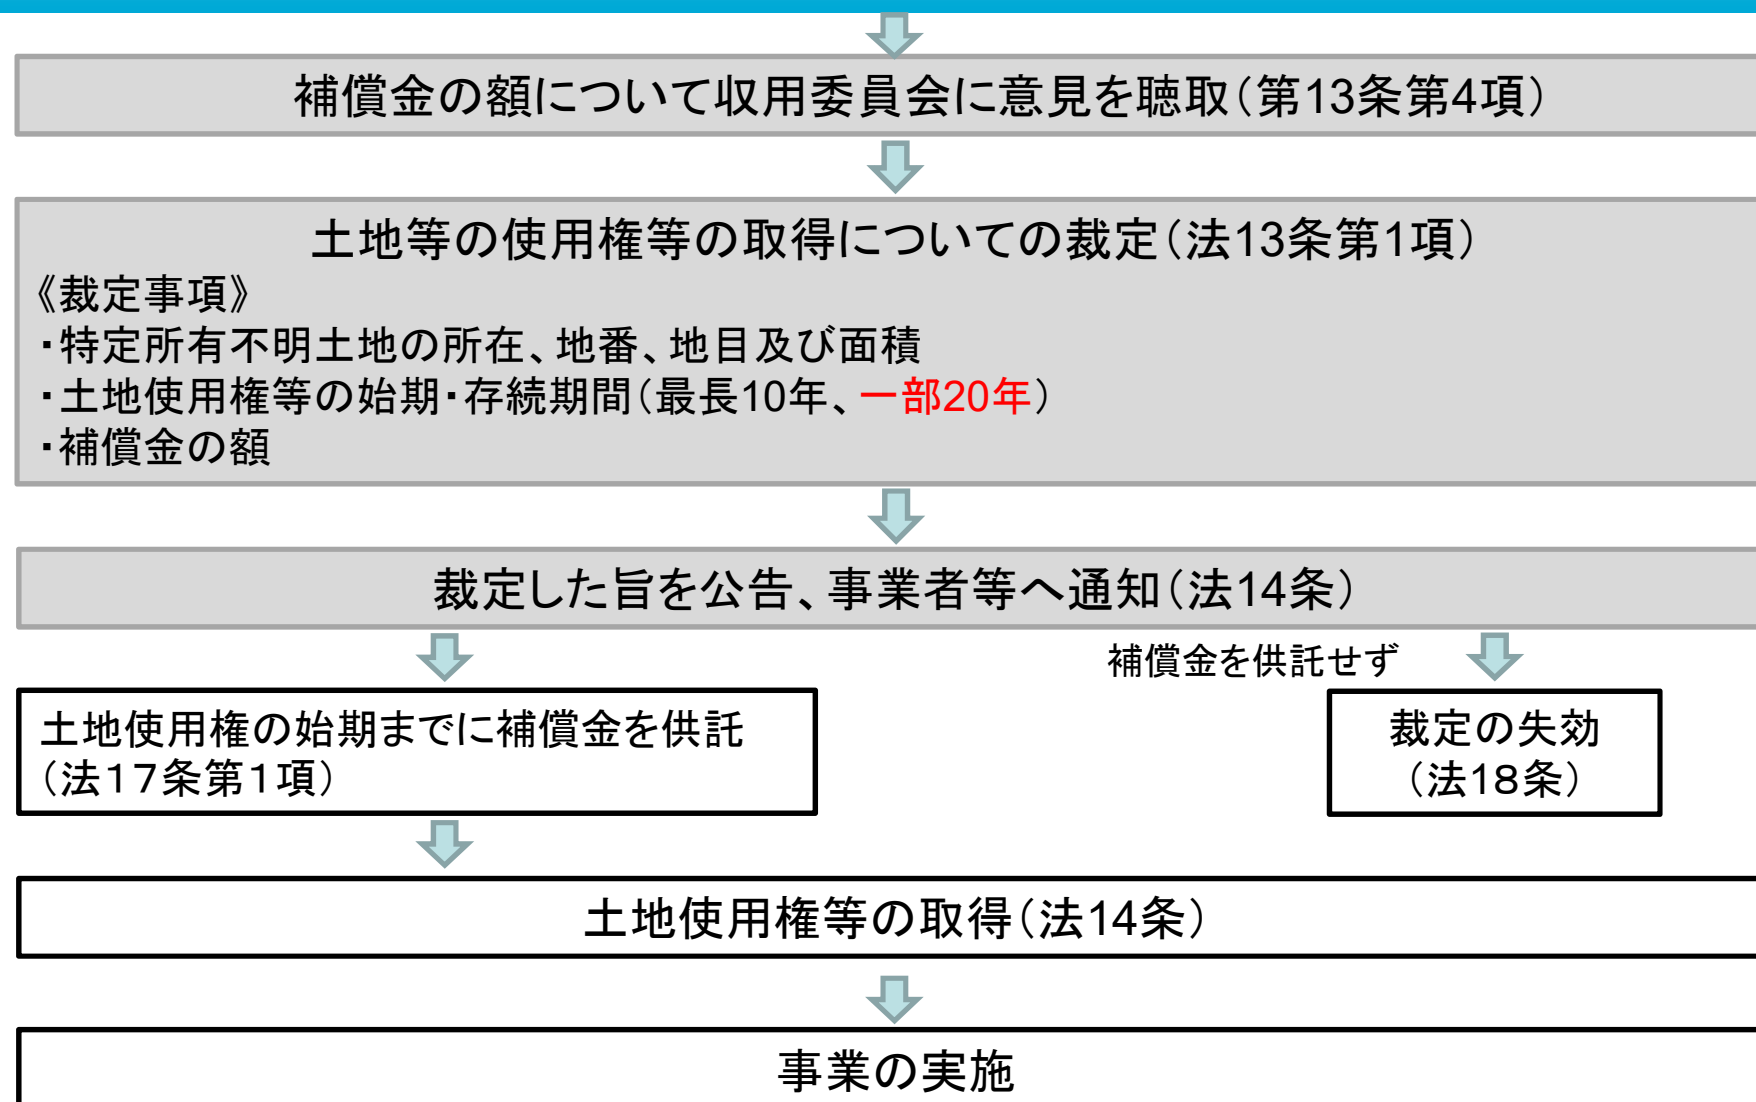 補償金の額について収用委員会に意見を聴取（第13条第4項）
土地等の使用権等の取得についての裁定（法13条第1項）
《裁定事項》
・特定所有不明土地の所在、地番、地目及び面積
・土地使用権等の始期・存続期間（最長10年、一部20年）
・補償金の額
裁定した旨を公告、事業者等へ通知（法14条）
補償金を供託せず
土地使用権の始期までに補償金を供託
（法１７条第１項）
裁定の失効
（法18条）
土地使用権等の取得（法14条）
事業の実施